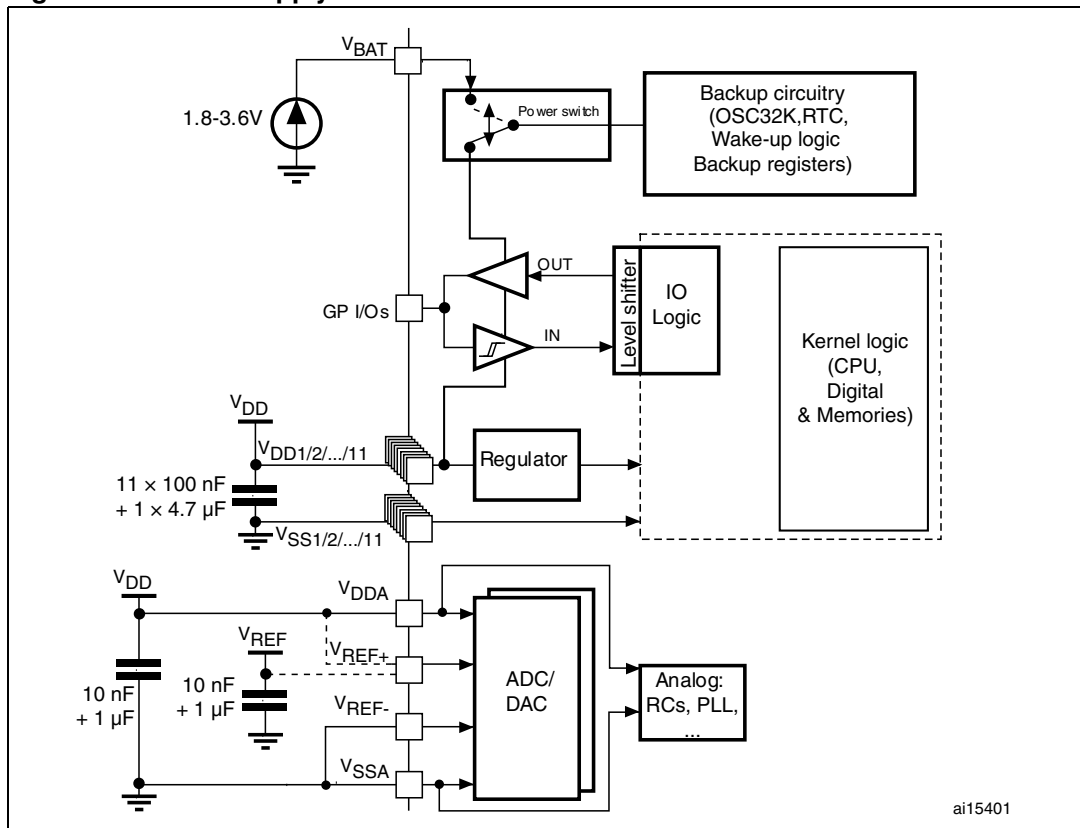 VBAT
1.8-3.6V
Power switch
Backup circuitry
(OSC32K,RTC,
Wake-up logic
Backup registers)
OUT
GP I/Os
IN
Level shifter
IO
Logic
Kernel logic
(CPU,
Digital
& Memories)
VDD
VDD1/2/.../11
Regulator
11 × 100 nF
+ 1 × 4.7 µF
VSS1/2/.../11
VDD
VDDA
VREF
VREF+
10 nF
+ 1 µF
10 nF
+ 1 µF
VREF-
ADC/
DAC
Analog:
RCs, PLL,
...
VSSA
ai15401